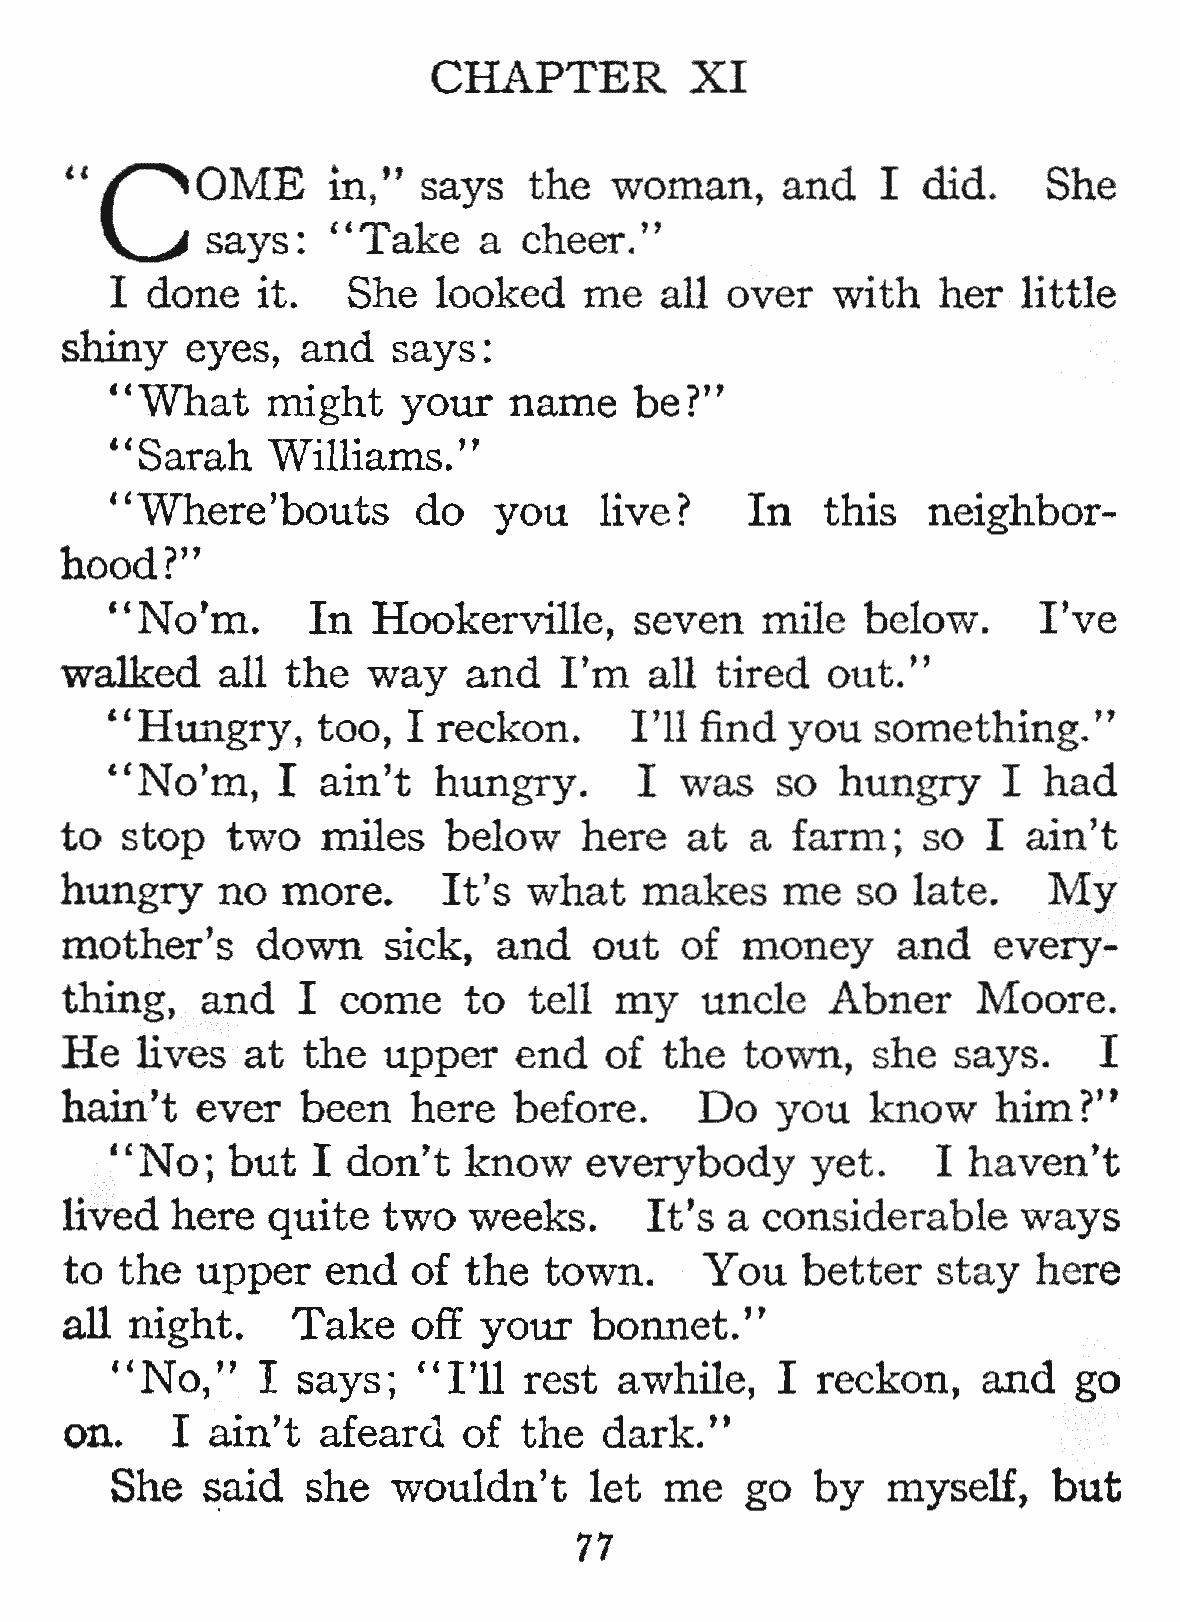 CHAPTER XI
"COME in," says the woman, and I did. She
says: "Take a cheer."
I done it. She looked me all over with her little
shiny eyes, and says:
"What might your name be?"
"Sarah Williams."
"Where'bouts do you live? In this neighbor-
hood?"
"No'm. In Hookerville, seven mile below. I've
walked all the way and I'm all tired out."
"Hungry, too, I reckon. I'll find you something."
"No'm, I ain't hungry. I was so hungry I had
to stop two miles below here at a farm; so I ain't
hungry no more. It's what makes me so late. My
mother's down sick, and out of money and every-
thing, and I come to tell my uncle Abner Moore.
He lives at the upper end of the town, she says. I
hain't ever been here before. Do you know him?"
"No; but I don't know everybody yet. I haven't
lived here quite two weeks. It's a considerable ways
to the upper end of the town. You better stay here
all night. Take off your bonnet."
"No," I says; "I'll rest awhile, I reckon, and go
on. I ain't afeard of the dark."
She said she wouldn't let me go by myself, but
77